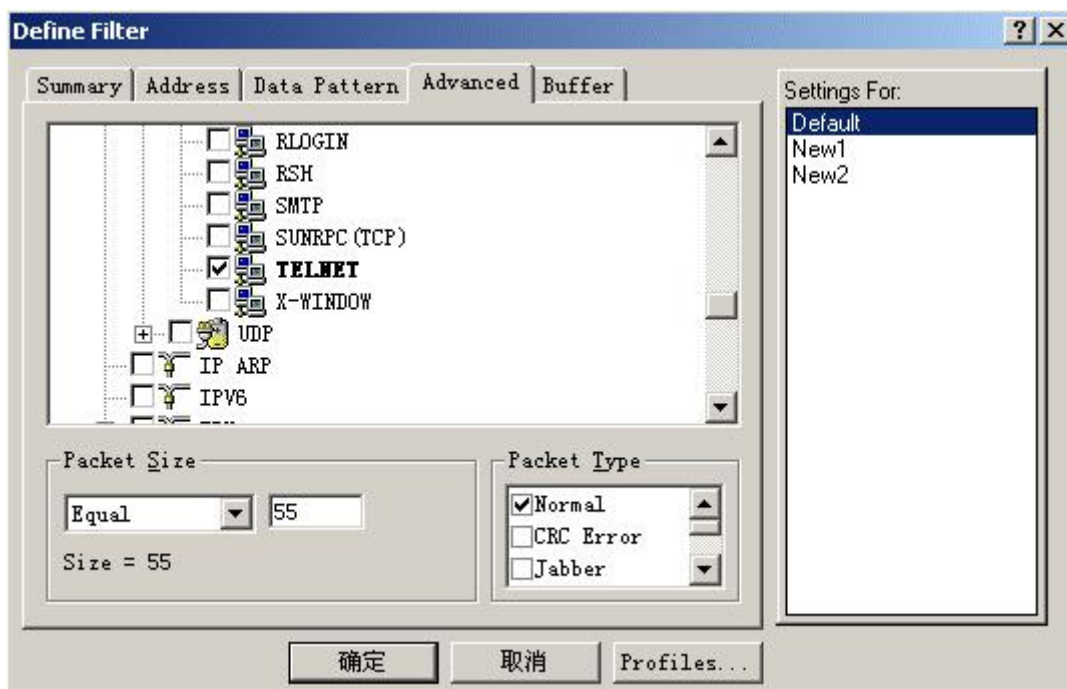 Define Filter
Summary
Address
Data Pattern
Advanced
Buffer
RLOGIN
RSH
SMTP
SUNRPC(TCP)
TELNET
X-WINDOW
UDP
IP ARP
IPV6
Packet Size
Equal
55
Size = 55
Packet Type
Normal
CRC Error
Jabber
Settings For:
Default
New1
New2
确定
取消
Profiles...